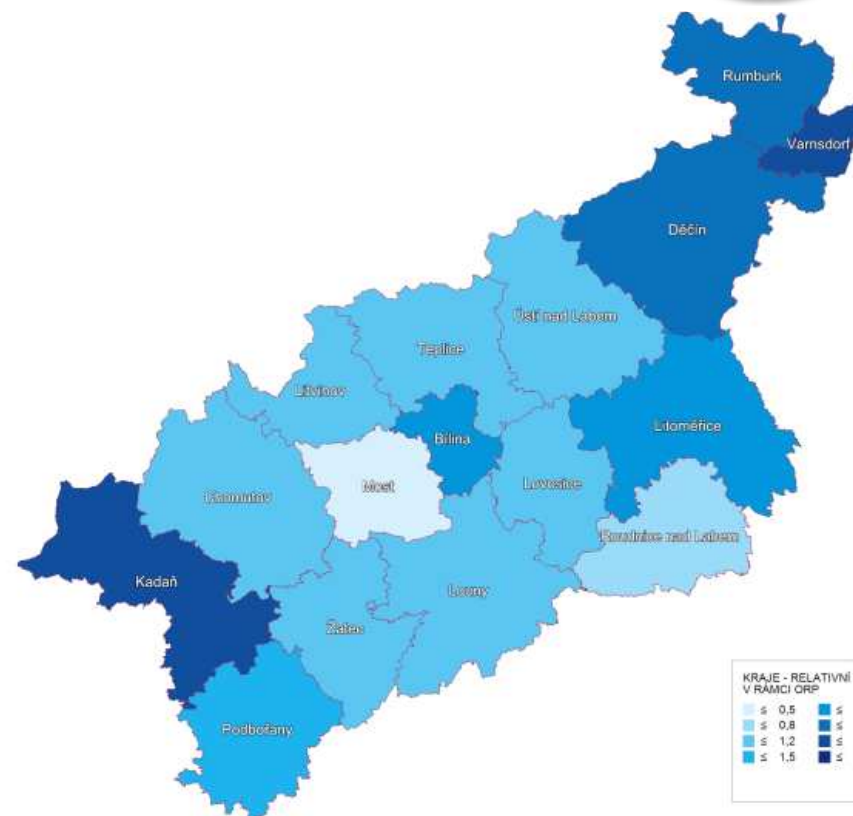 Rumburk
Varnsdorf
Děčín
Ústí nad Labem
Teplice
Litvínov
Litoměřice
Bílina
Most
Lovosice
Chomutov
Roudnice nad Labem
Kadaň
Louny
Žatec
Podbořany
KRAJE - RELATIVNÍ
V RÁMCI ORP
≤ 0,5 ≤
≤ 0,8 ≤
≤ 1,2 ≤
≤ 1,5 ≤